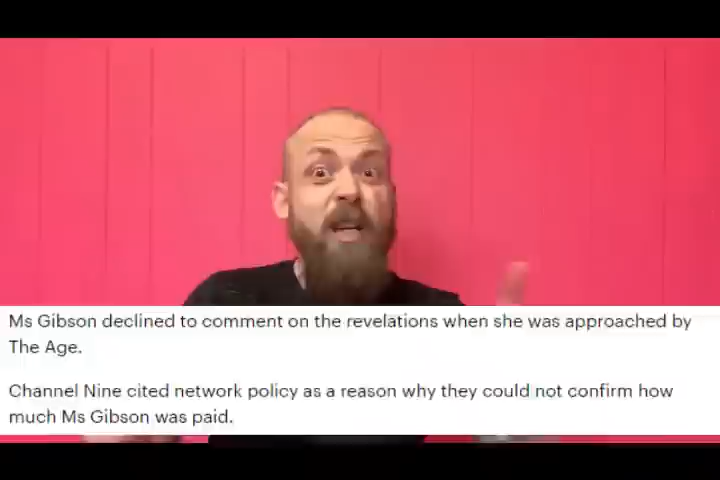 Ms Gibson declined to comment on the revelations when she was approached by
The Age.
Channel Nine cited network policy as a reason why they could not confirm how
much Ms Gibson was paid.